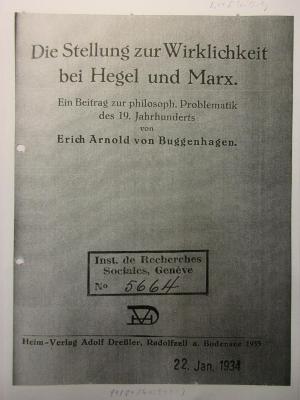 Die Stellung zur Wirklichkeit
bei Hegel und Marx.
Ein Beitrag zur philosoph. Problematik
des 19. Jahrhunderts
von
Erich Arnold von Buggenhagen.
Inst. de Recherches
Sociales, Genève
No 5664
Heim-Verlag Adolf Dreßler, Radolfzell a. Bodensee 1933
22. Jan. 1934